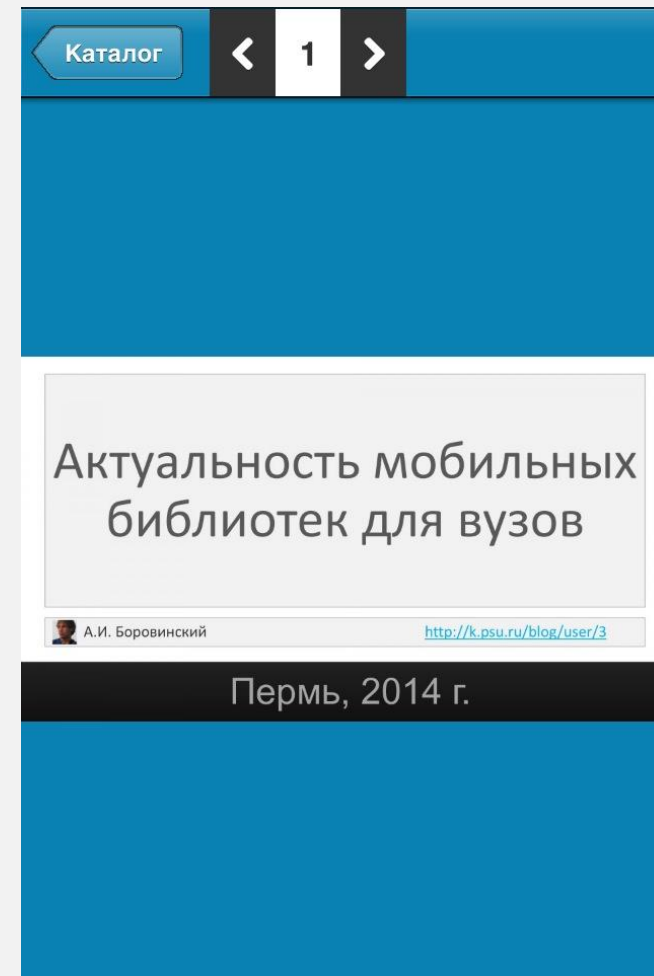 Каталог 1
Актуальность мобильных
библиотек для вузов
А.И. Боровинский http://k.psu.ru/blog/user/3
Пермь, 2014 г.